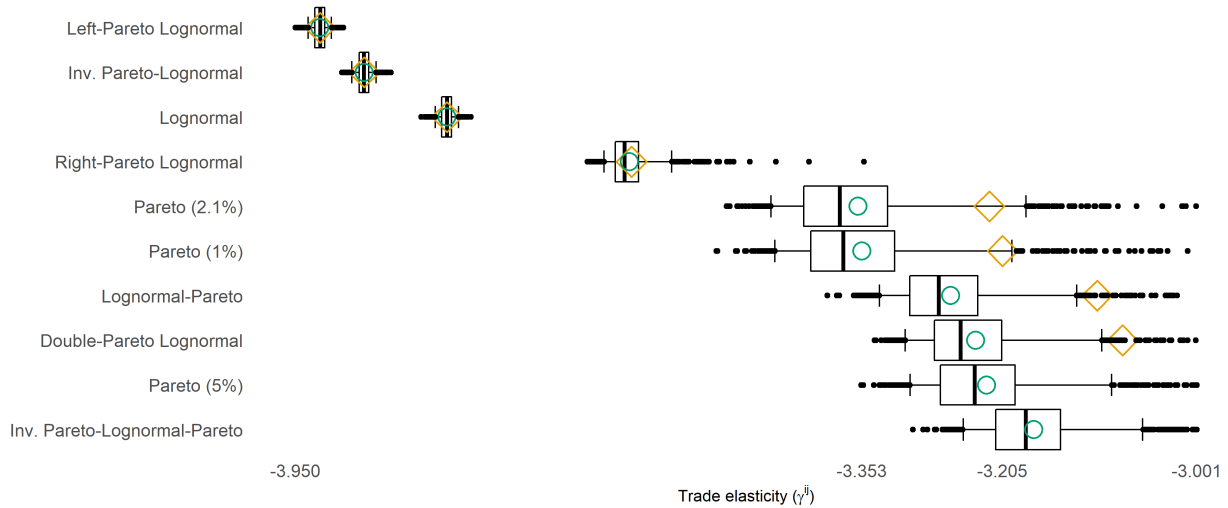 Left-Pareto Lognormal
Inv. Pareto-Lognormal
Lognormal
Right-Pareto Lognormal
Pareto (2.1%)
Pareto (1%)
Lognormal-Pareto
Double-Pareto Lognormal
Pareto (5%)
Inv. Pareto-Lognormal-Pareto
-3.950 -3.353 -3.205 -3.001
Trade elasticity (γ^ij)